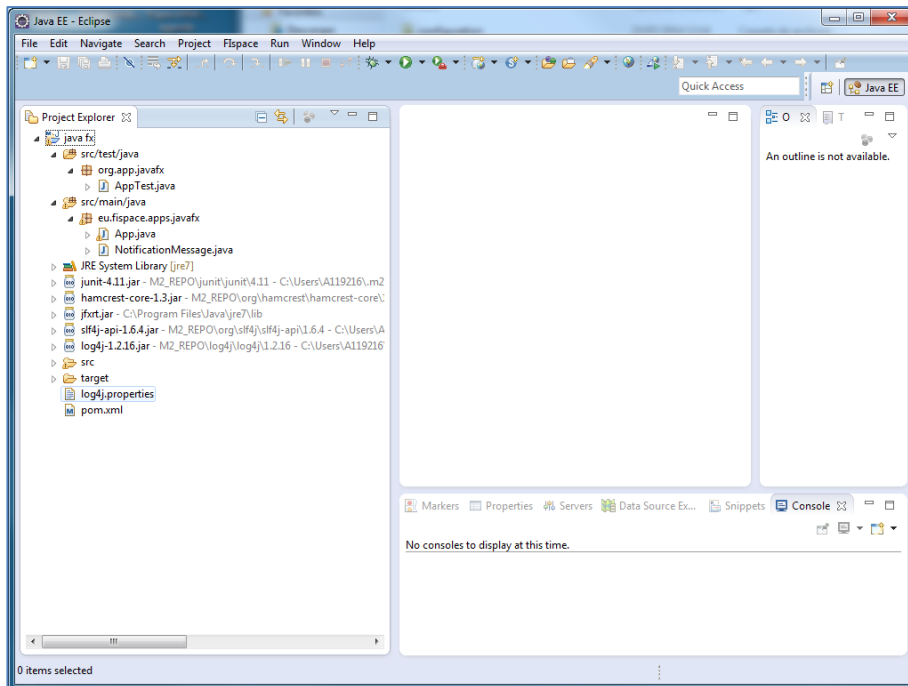 Java EE - Eclipse
File Edit Navigate Search Project FIspace Run Window Help
Quick Access
Java EE
Project Explorer
java fx
src/test/java
org.app.javafx
AppTest.java
src/main/java
eu.fispace.apps.javafx
App.java
NotificationMessage.java
JRE System Library [jre7]
junit-4.11.jar - M2_REPO\junit\junit\4.11 - C:\Users\A119216\.m2
hamcrest-core-1.3.jar - M2_REPO\org\hamcrest\hamcrest-core\
jfxrt.jar - C:\Program Files\Java\jre7\lib
slf4j-api-1.6.4.jar - M2_REPO\org\slf4j\slf4j-api\1.6.4 - C:\Users\A
log4j-1.2.16.jar - M2_REPO\log4j\log4j\1.2.16 - C:\Users\A119216
src
target
log4j.properties
pom.xml
O T
An outline is not available.
Markers Properties Servers Data Source Ex... Snippets Console
No consoles to display at this time.
0 items selected